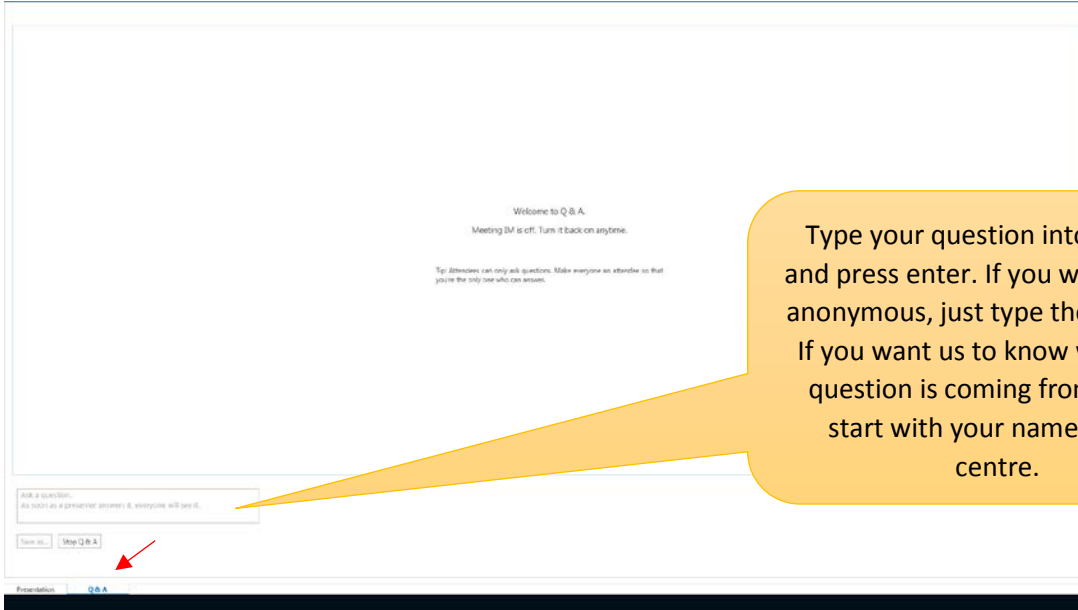 Welcome to Q & A.
Meeting IM is off. Turn it back on anytime.
Tip: Attendees can only ask questions. Make everyone an attendee so that
you're the only one who can answer.
Type your question into
and press enter. If you w
anonymous, just type the
If you want us to know
question is coming from
start with your name
centre.
Ask a question.
As soon as a presenter answers it, everyone will see it.
Save as... Stop Q & A
Presentation Q & A